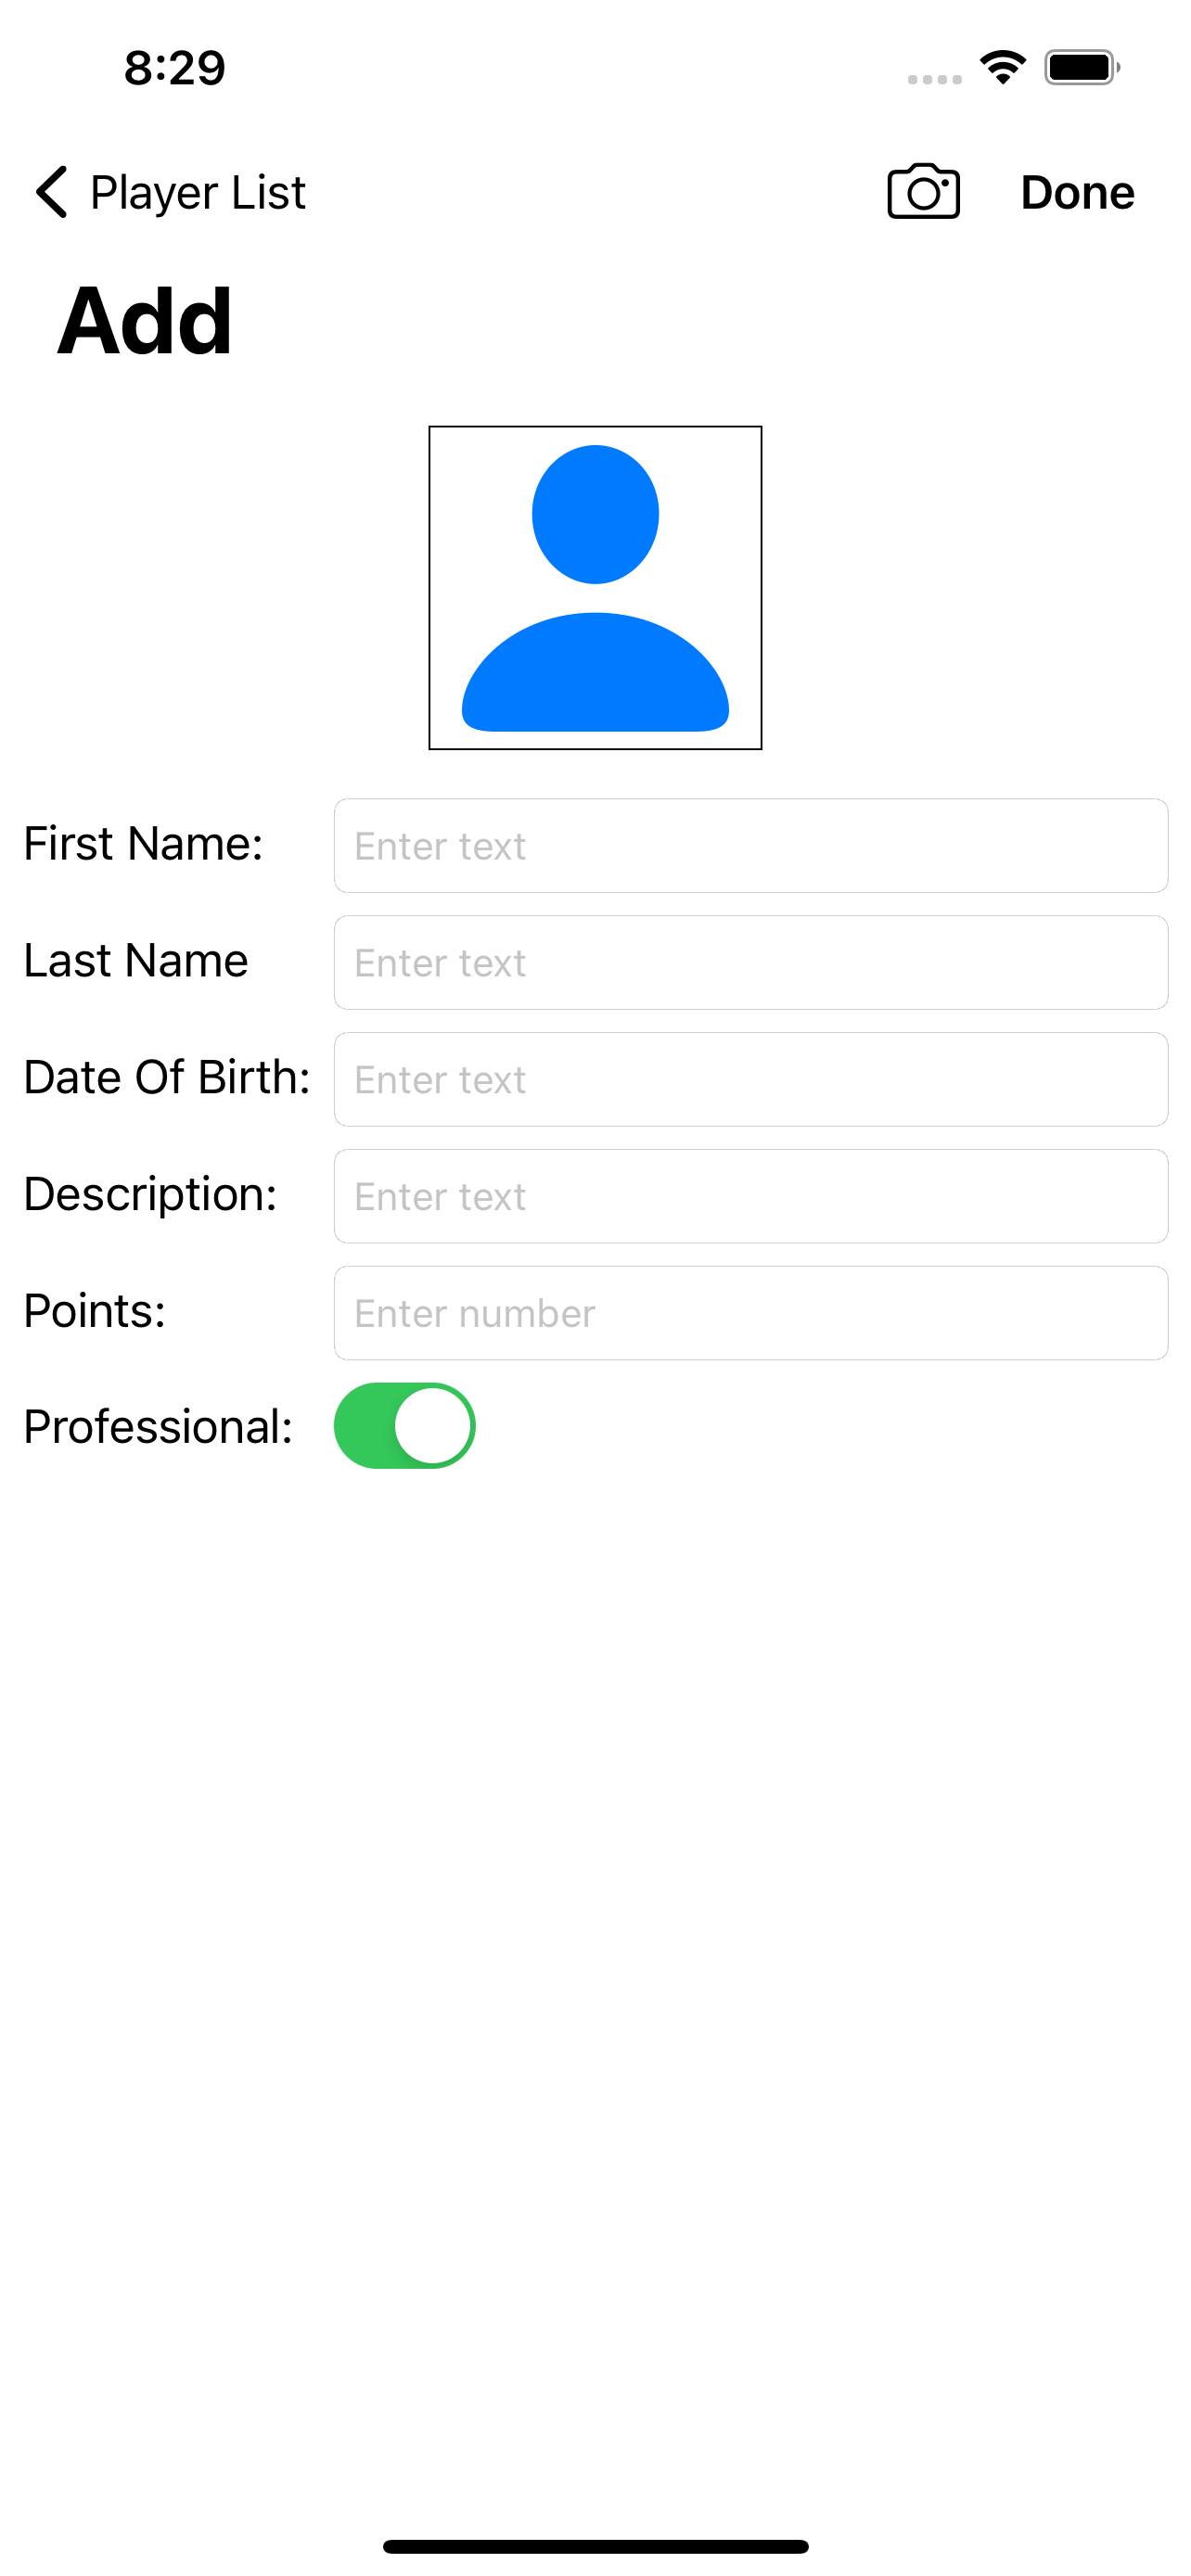 8:29
Player List
Done
Add
First Name:
Enter text
Last Name
Enter text
Date Of Birth:
Enter text
Description:
Enter text
Points:
Enter number
Professional: